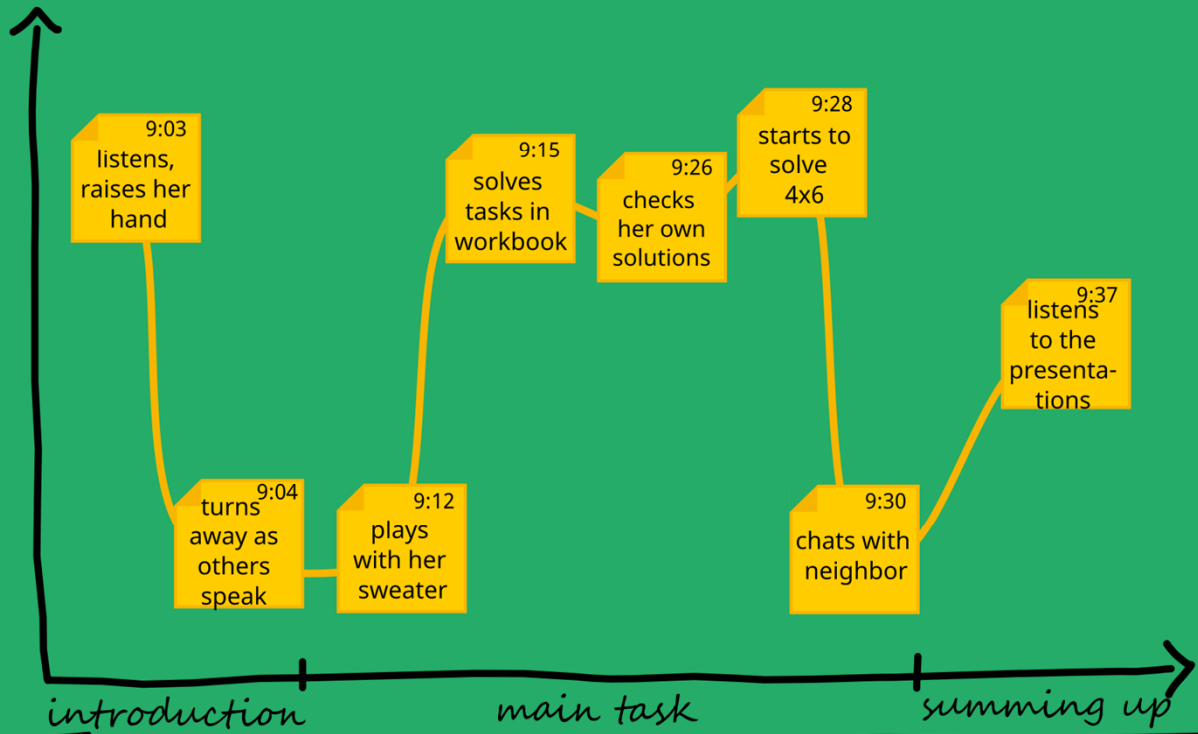 9:03
listens,
raises her
hand
9:04
turns
away as
others
speak
9:12
plays
with her
sweater
9:15
solves
tasks in
workbook
9:26
checks
her own
solutions
9:28
starts to
solve
4x6
9:30
chats with
neighbor
9:37
listens
to the
presenta-
tions
introduction
main task
summing up